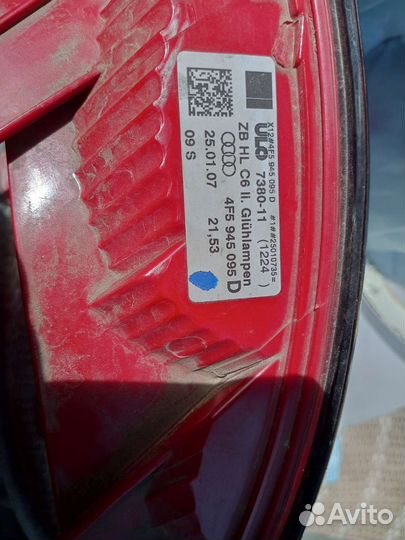 X12#4F5 945 095 D #1##25010735=
ULO 7380-11 (1224 )
ZB HL C6 li. Glühlampen
4F5 945 095 D
25.01.07 21,53
09 S
Avito